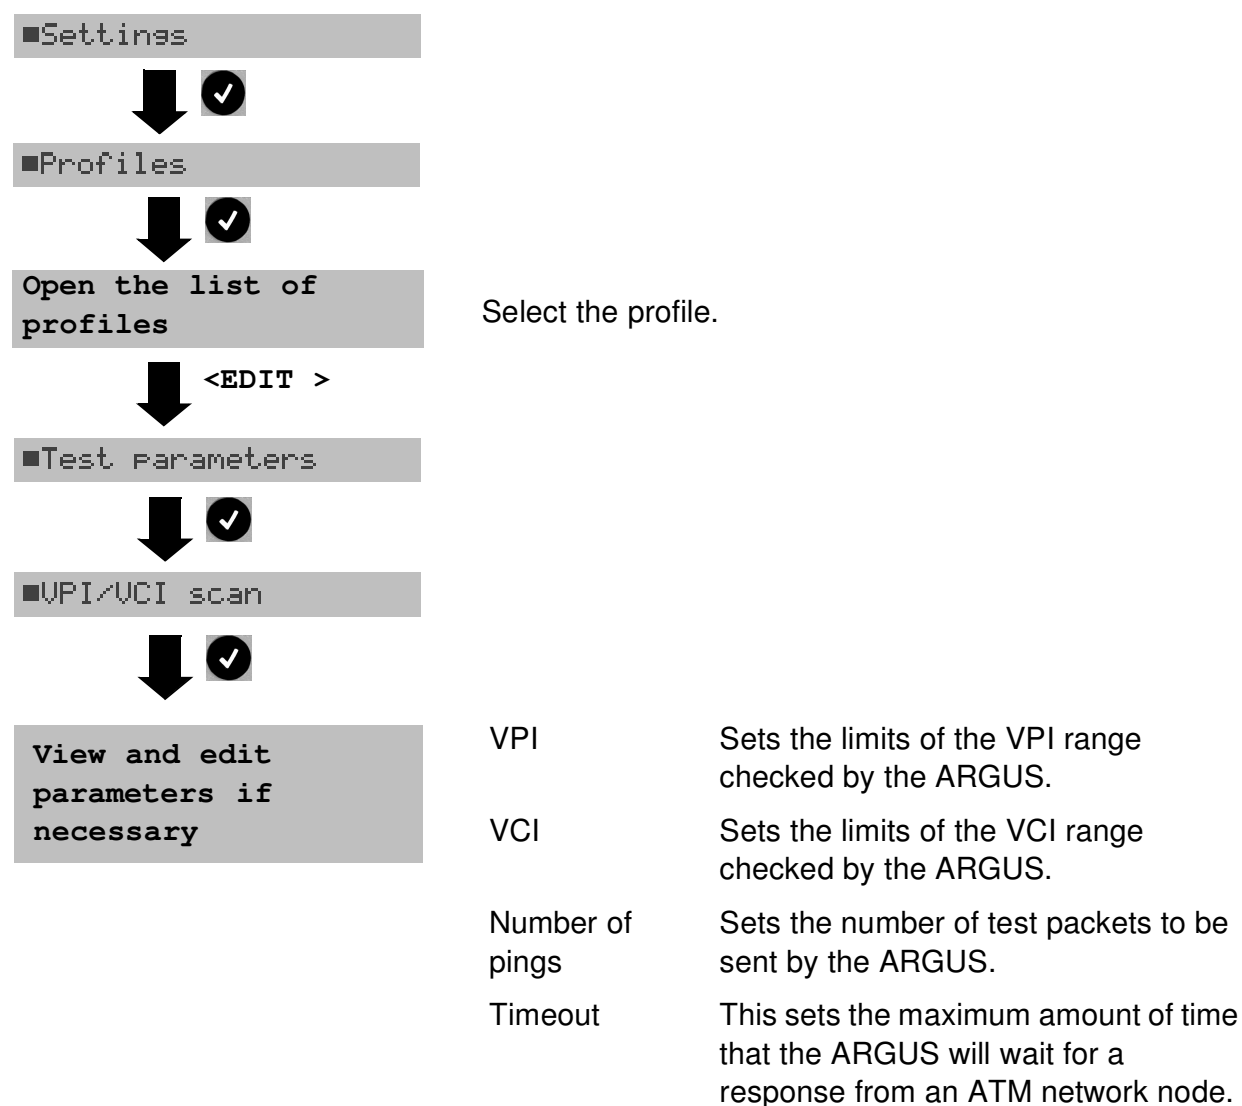 ■Settings
■Profiles
Open the list of
profiles
Select the profile.
<EDIT >
■Test parameters
■VPI/VCI scan
View and edit
parameters if
necessary
VPI Sets the limits of the VPI range
checked by the ARGUS.
VCI Sets the limits of the VCI range
checked by the ARGUS.
Number of Sets the number of test packets to be
pings sent by the ARGUS.
Timeout This sets the maximum amount of time
that the ARGUS will wait for a
response from an ATM network node.